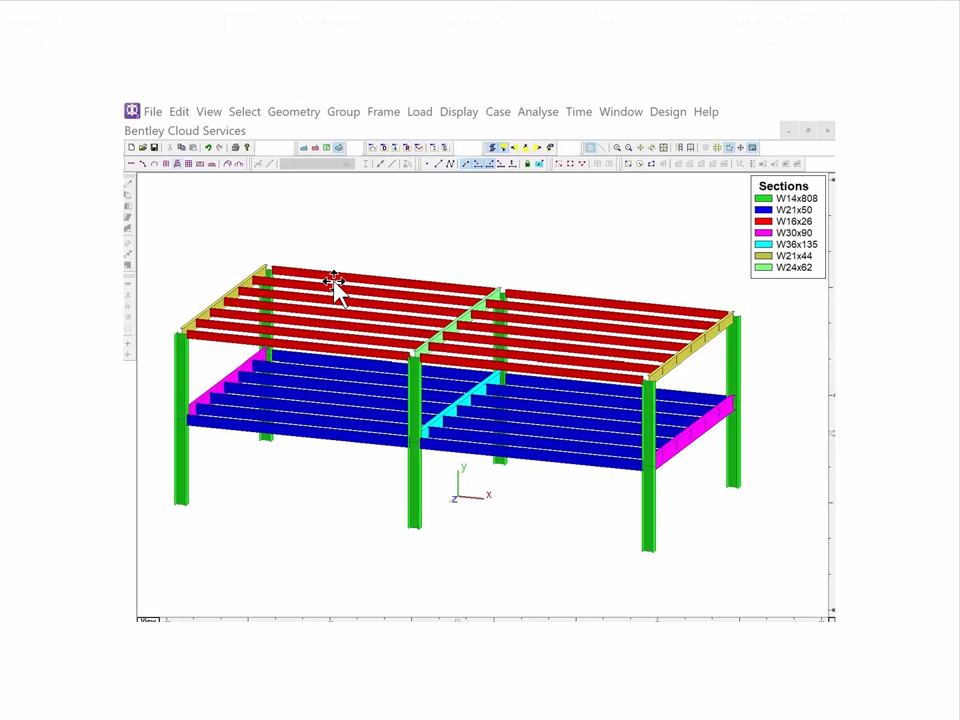 File Edit View Select Geometry Group Frame Load Display Case Analyse Time Window Design Help
Bentley Cloud Services
Sections
W14x808
W21x50
W16x26
W30x90
W36x135
W21x44
W24x62
y
x
z
View